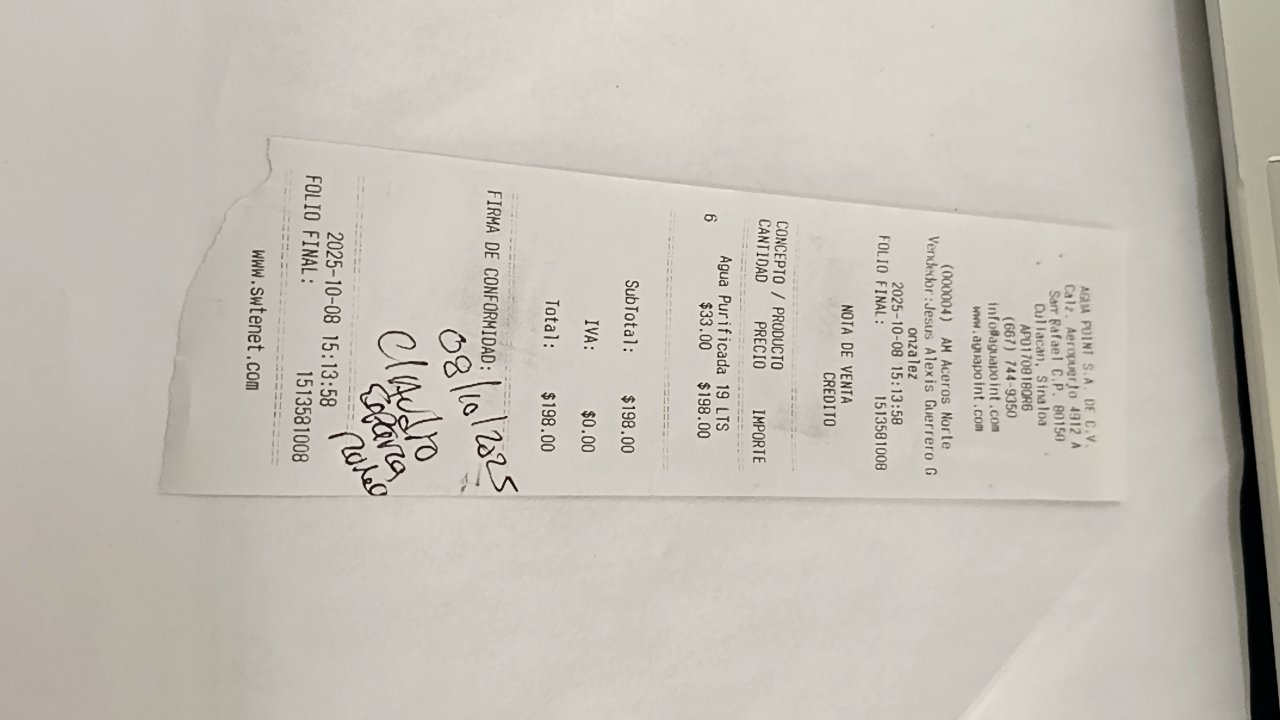 AGUA POINT S.A. DE C.V.
Calz. Aeropuerto 4912 A
San Rafael C.P. 80150
Culiacan, Sinaloa
APO1708180R6
(667) 744-9350
info@aguapoint.com
www.aguapoint.com
(000004) AM Aceros Norte
Vendedor:Jesus Alexis Guerrero G
onzalez
2025-10-08 15:13:58
FOLIO FINAL: 1513581008
NOTA DE VENTA
CREDITO
CONCEPTO / PRODUCTO
CANTIDAD PRECIO IMPORTE
6 Agua Purificada 19 LTS
$33.00 $198.00
SubTotal: $198.00
IVA: $0.00
Total: $198.00
FIRMA DE CONFORMIDAD:
08/10/2025
Claudro
2025-10-08 15:13:58
FOLIO FINAL: 1513581008
www.swtenet.com